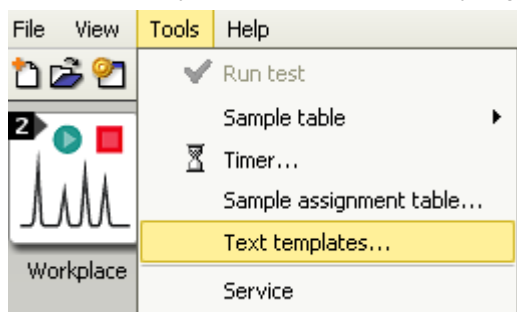 File View Tools Help
Run test
Sample table
2
Timer...
Sample assignment table...
Text templates...
Workplace
Service